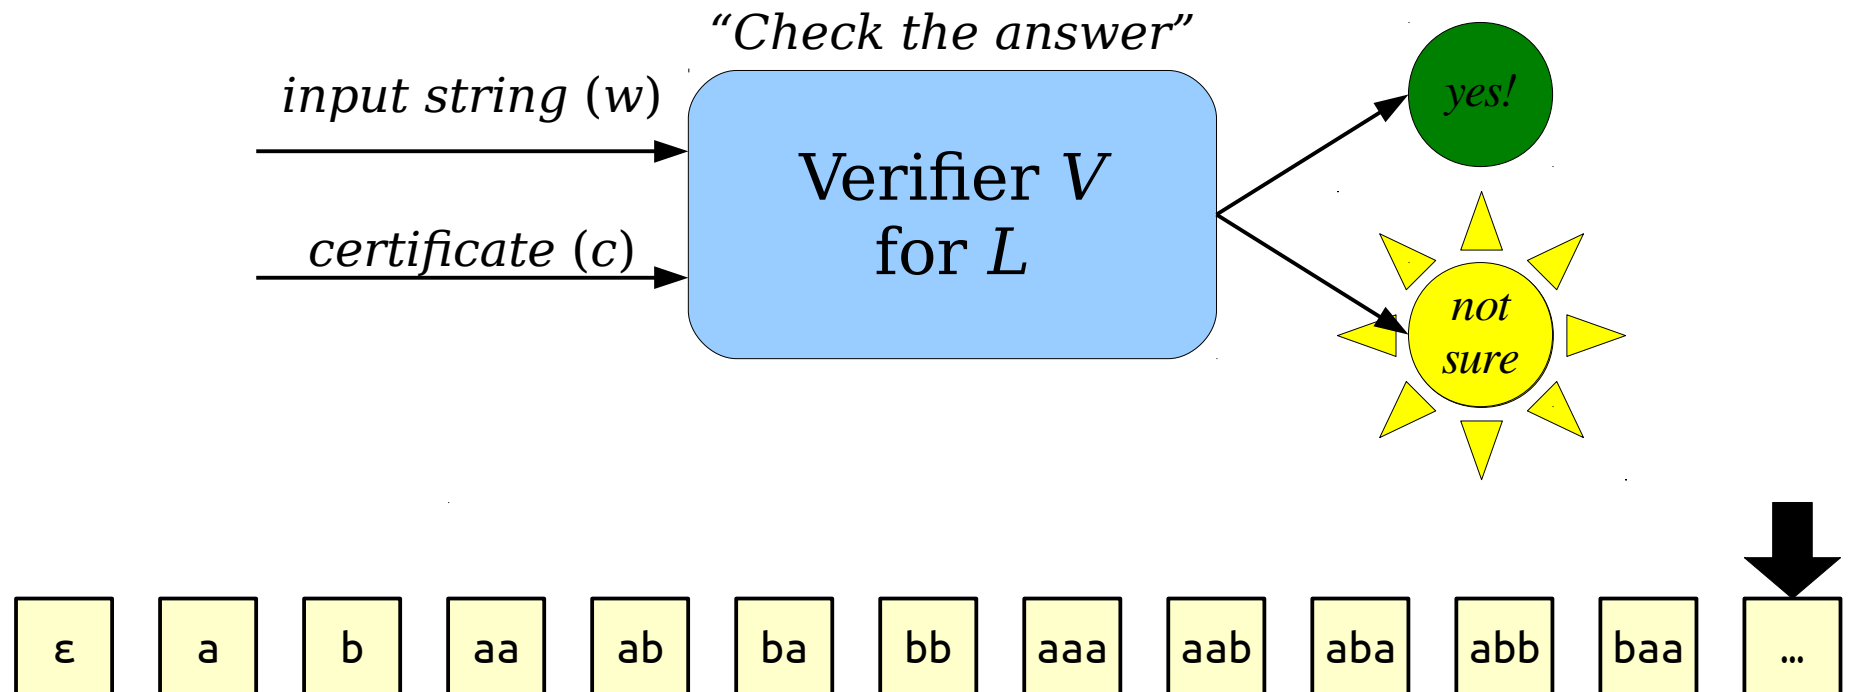 “Check the answer”
input string (w)
certificate (c)
Verifier V
for L
yes!
not
sure
ε a b aa ab ba bb aaa aab aba abb baa …